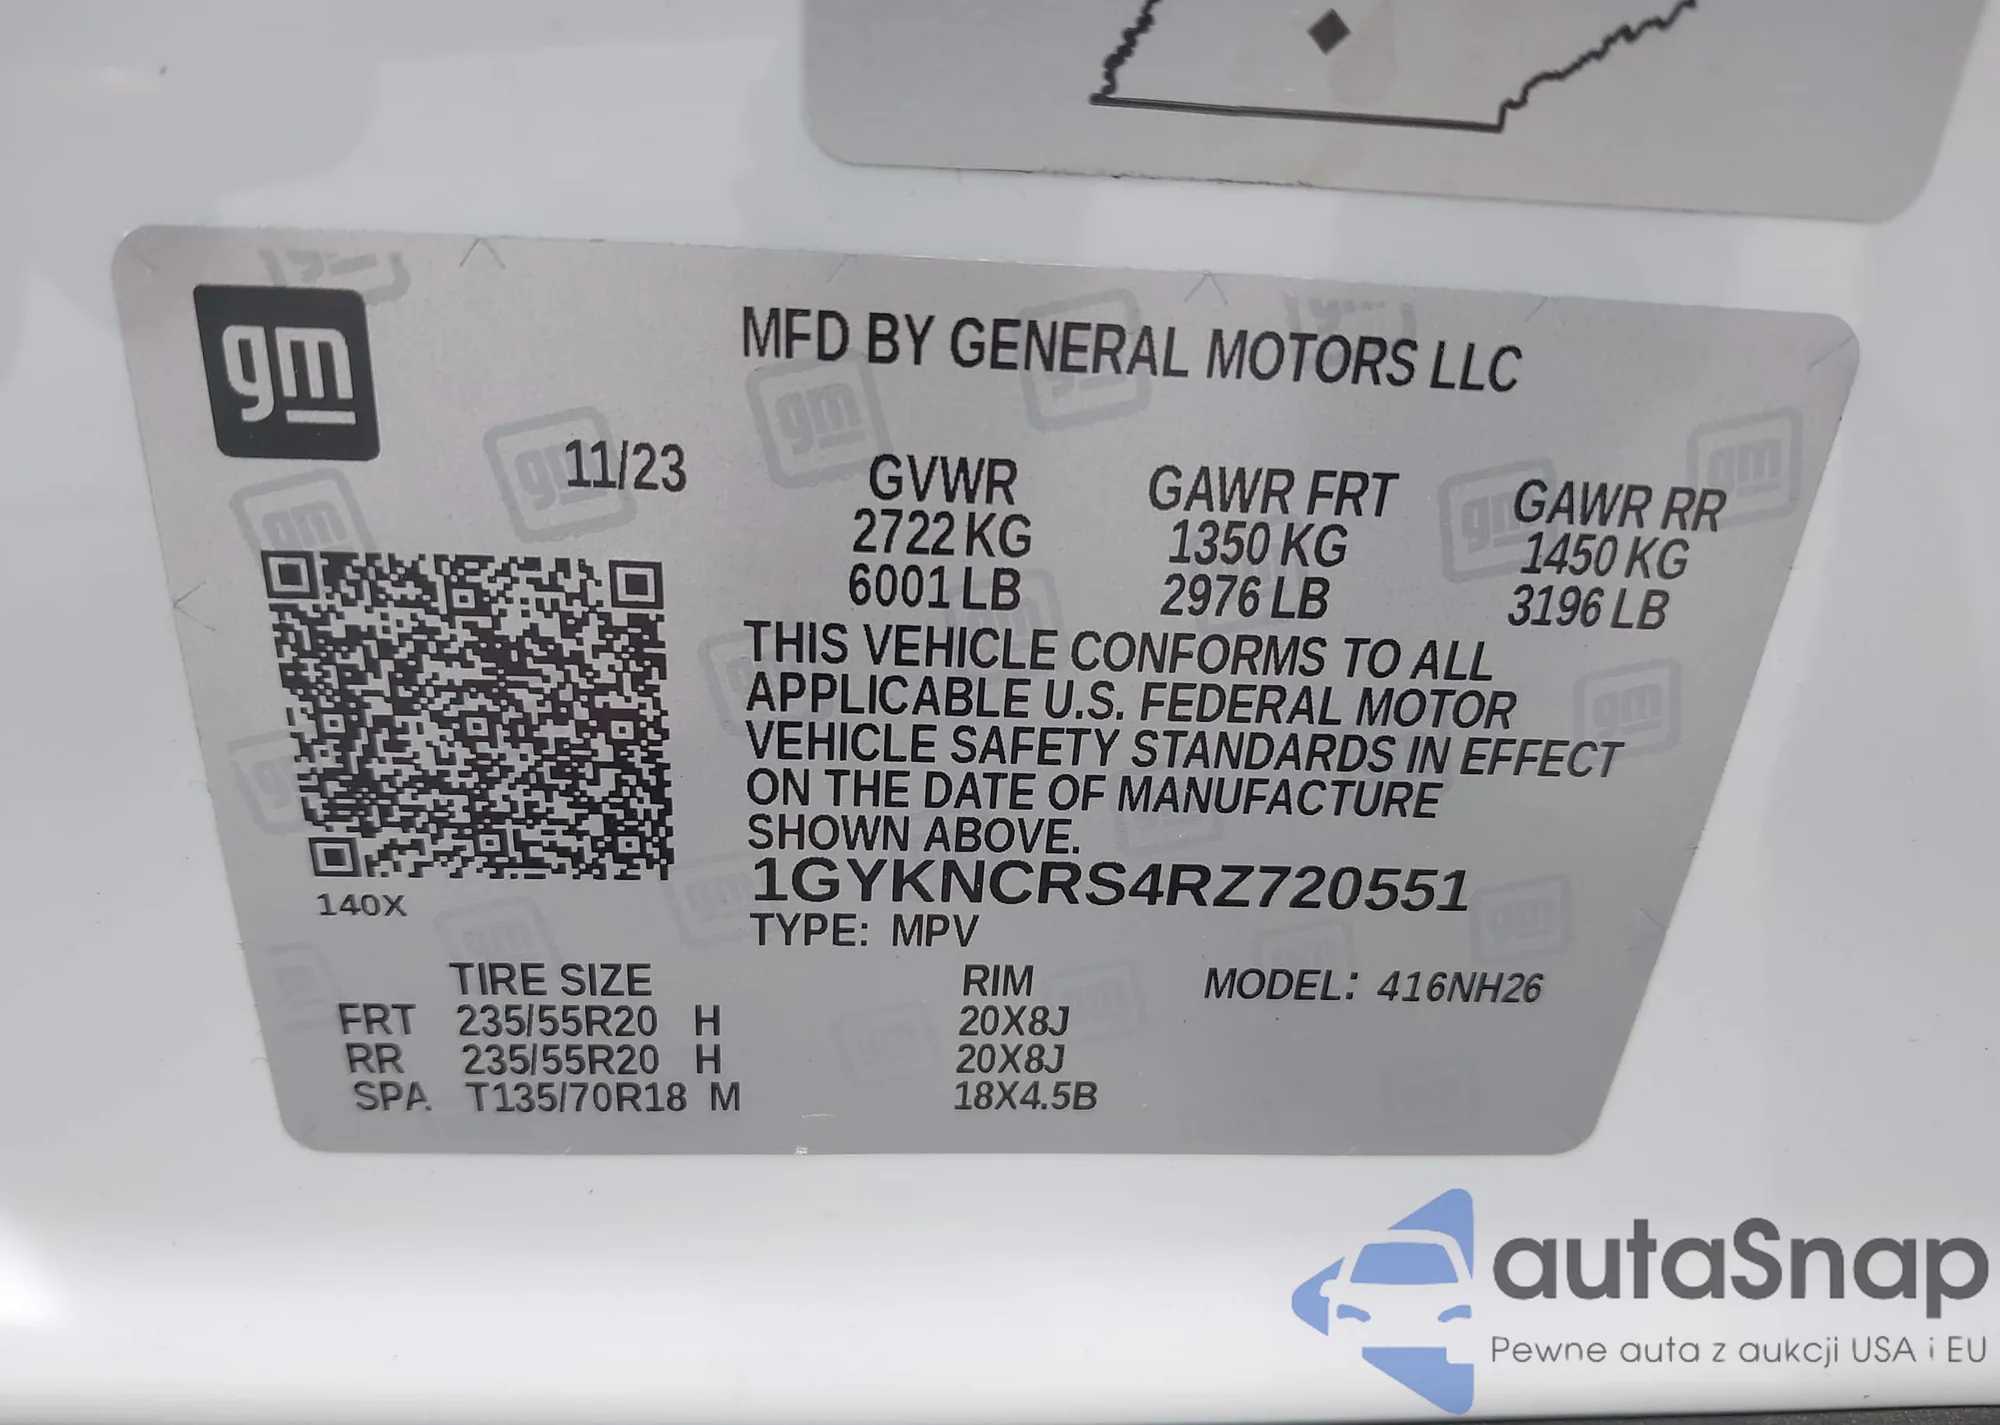 gm
MFD BY GENERAL MOTORS LLC
11/23
GVWR GAWR FRT GAWR RR
2722 KG 1350 KG 1450 KG
6001 LB 2976 LB 3196 LB
THIS VEHICLE CONFORMS TO ALL
APPLICABLE U.S. FEDERAL MOTOR
VEHICLE SAFETY STANDARDS IN EFFECT
ON THE DATE OF MANUFACTURE
SHOWN ABOVE.
1GYKNCRS4RZ720551
140X
TYPE: MPV
TIRE SIZE RIM MODEL: 416NH26
FRT 235/55R20 H 20X8J
RR 235/55R20 H 20X8J
SPA. T135/70R18 M 18X4.5B
autaSnap
Pewne auta z aukcji USA i EU